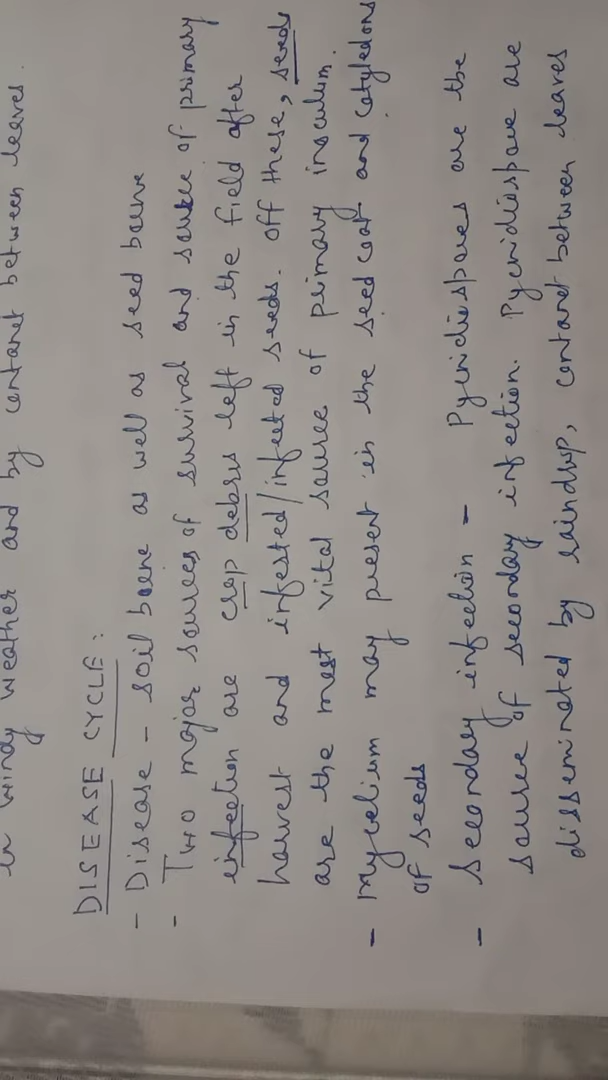 in windy weather and by contanct between leaves.
DISEASE CYCLE:
- Disease - soil borne as well as seed borne
- Two major sources of survival and source of primary
infection are crop debris left in the field after
harvest and infested/infected seeds. Off these, seeds
are the most vital source of primary inoculum.
- Mycelium may present in the seed coat and cotyledons
of seeds
- Secondary infection - Pycnidiospores are the
source of secondary infection. Pycnidiospore are
disseminated by raindrop, contanct between leaves